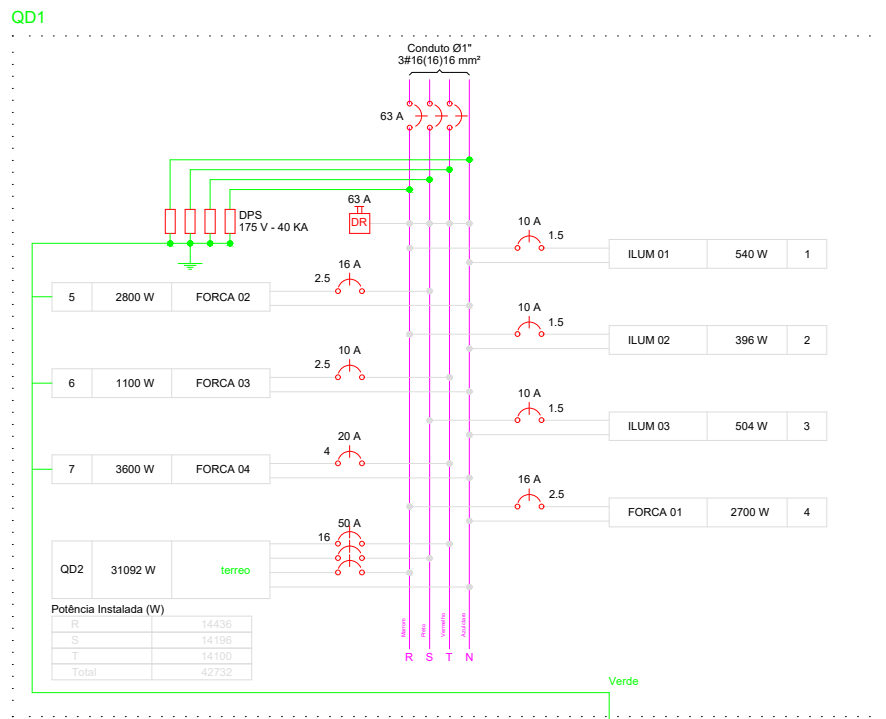 QD1
Conduto Ø1"
3#16(16)16 mm²
63 A
DPS
175 V - 40 KA
63 A
DR
10 A
1.5
ILUM 01 540 W 1
16 A
2.5
5 2800 W FORCA 02
10 A
1.5
ILUM 02 396 W 2
10 A
2.5
6 1100 W FORCA 03
10 A
1.5
ILUM 03 504 W 3
20 A
4
7 3600 W FORCA 04
16 A
2.5
FORCA 01 2700 W 4
50 A
16
QD2 31092 W terreo
Potência Instalada (W)
R 14436
S 14196
T 14100
Total 42732
Marrom
Preto
Vermelho
Azul claro
R S T N
Verde